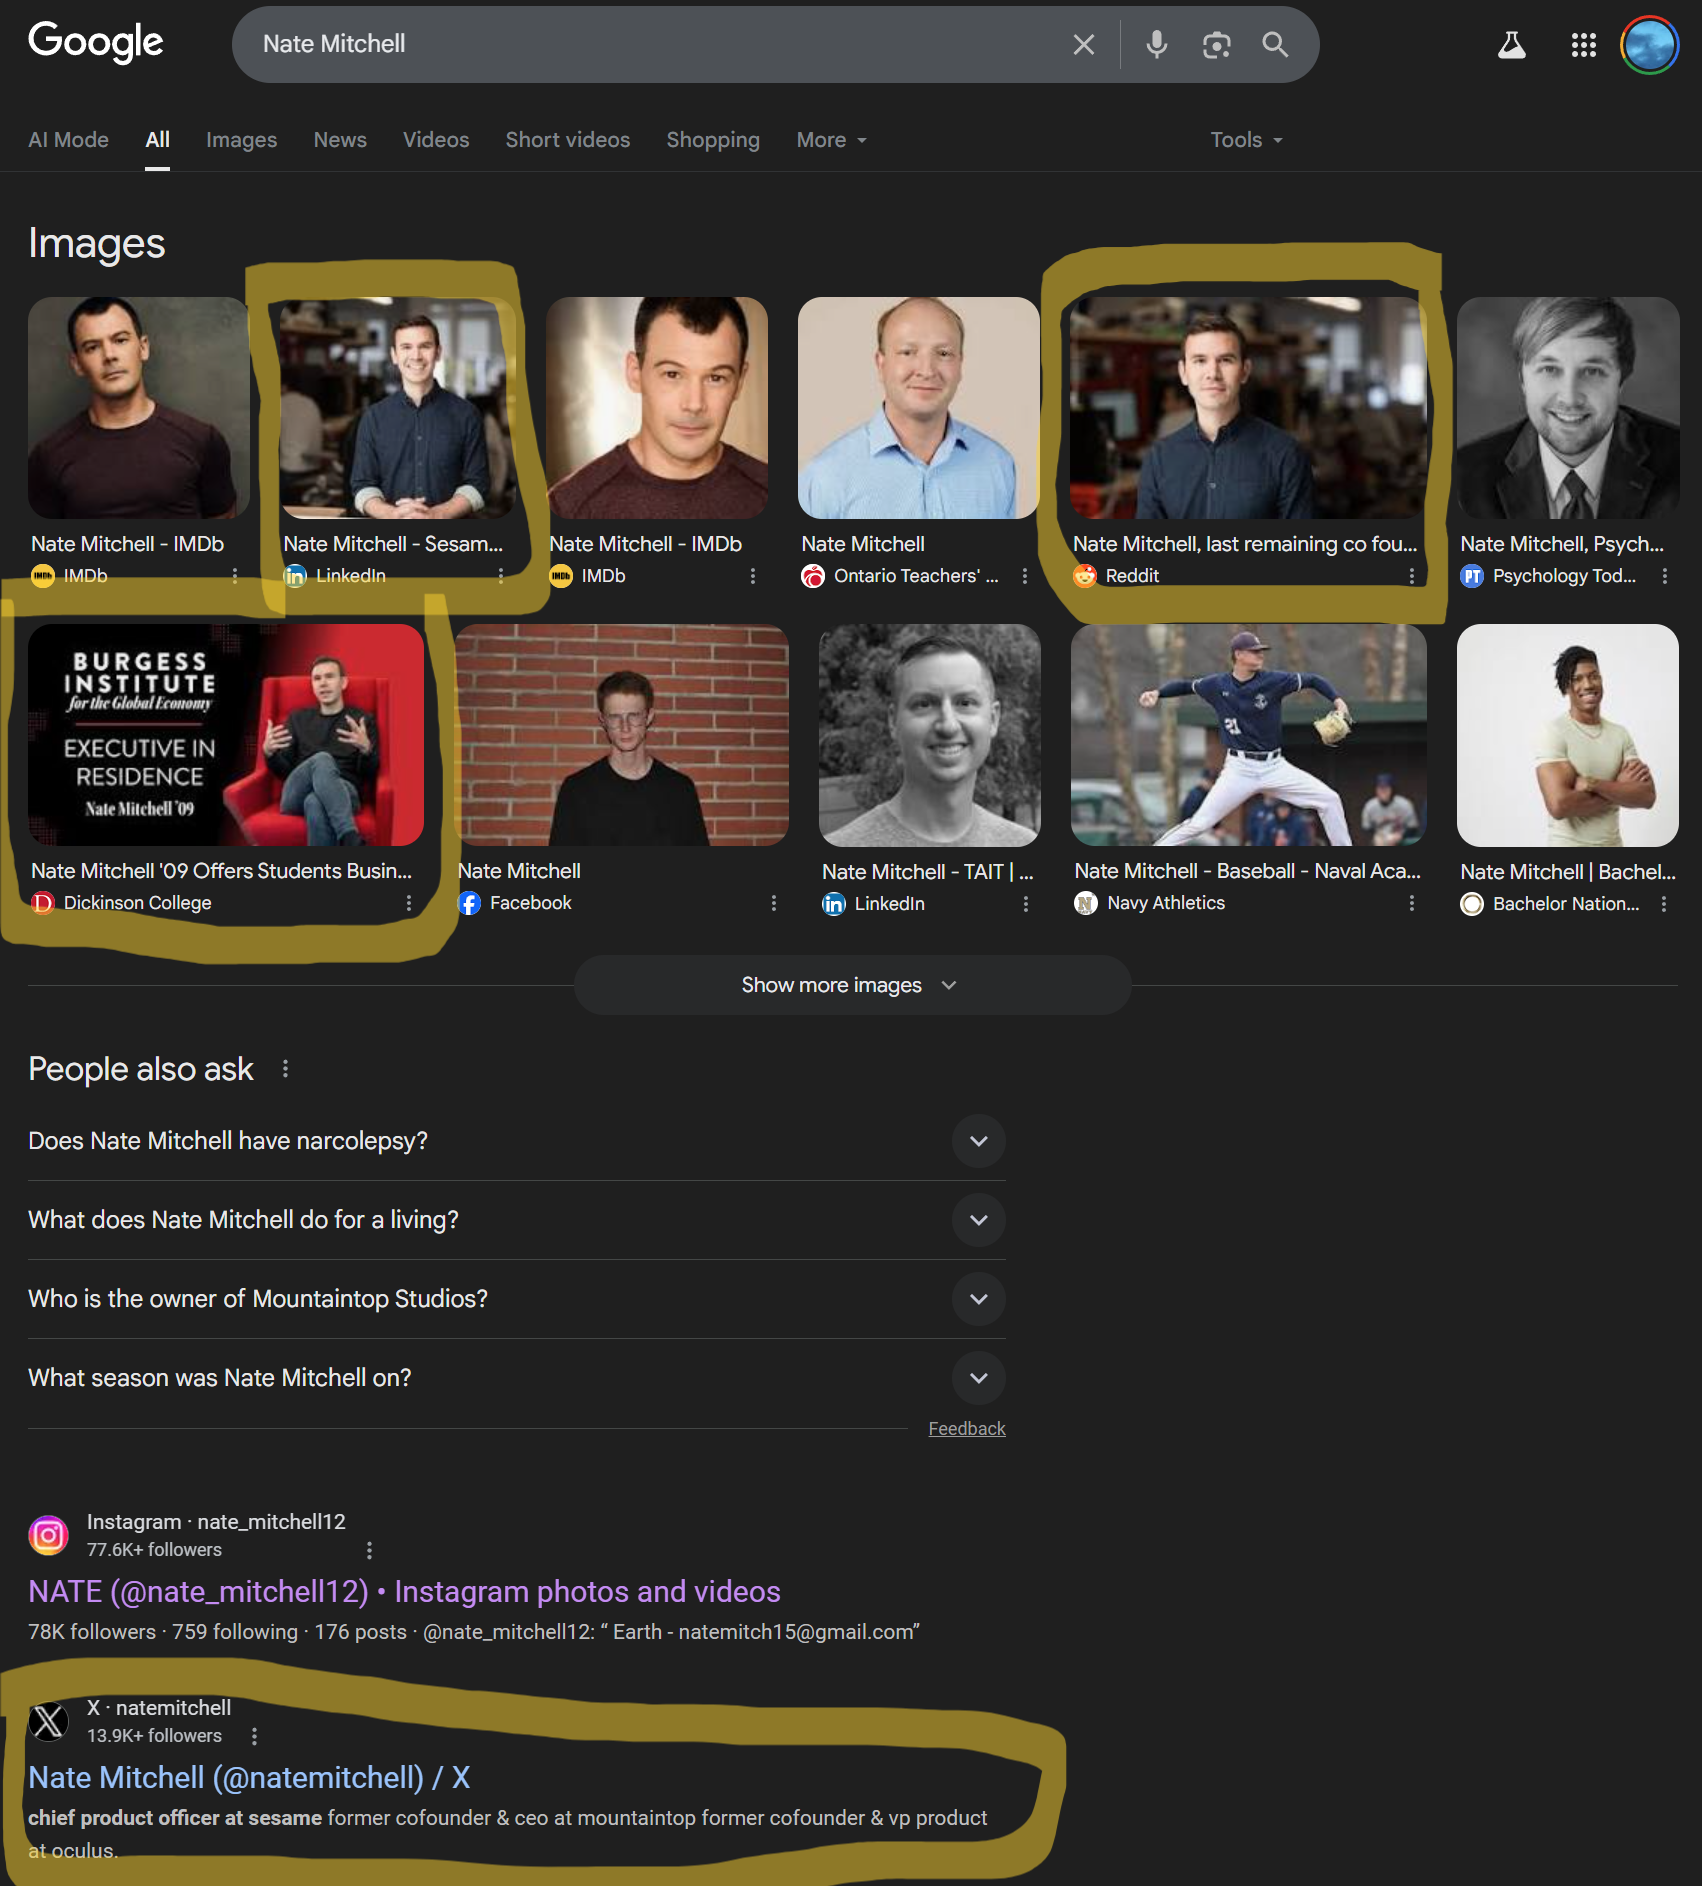 Google
Nate Mitchell
AI Mode
All
Images
News
Videos
Short videos
Shopping
More
Tools
Images
Nate Mitchell - IMDb
IMDb
IMDb
Nate Mitchell - Sesam...
in
LinkedIn
Nate Mitchell - IMDb
IMDb
IMDb
Nate Mitchell
Ontario Teachers' ...
Nate Mitchell, last remaining co fou...
Reddit
Nate Mitchell, Psych...
PT
Psychology Tod...
BURGESS
INSTITUTE
for the Global Economy
EXECUTIVE IN
RESIDENCE
Nate Mitchell '09
Nate Mitchell '09 Offers Students Busin...
D
Dickinson College
Nate Mitchell
f
Facebook
Nate Mitchell - TAIT | ...
in
LinkedIn
21
Nate Mitchell - Baseball - Naval Aca...
N
Navy Athletics
Nate Mitchell | Bachel...
Bachelor Nation...
Show more images
People also ask
Does Nate Mitchell have narcolepsy?
What does Nate Mitchell do for a living?
Who is the owner of Mountaintop Studios?
What season was Nate Mitchell on?
Feedback
Instagram · nate_mitchell12
77.6K+ followers
NATE (@nate_mitchell12) • Instagram photos and videos
78K followers · 759 following · 176 posts · @nate_mitchell12: “ Earth - natemitch15@gmail.com”
X · natemitchell
13.9K+ followers
Nate Mitchell (@natemitchell) / X
chief product officer at sesame former cofounder & ceo at mountaintop former cofounder & vp product
at oculus.